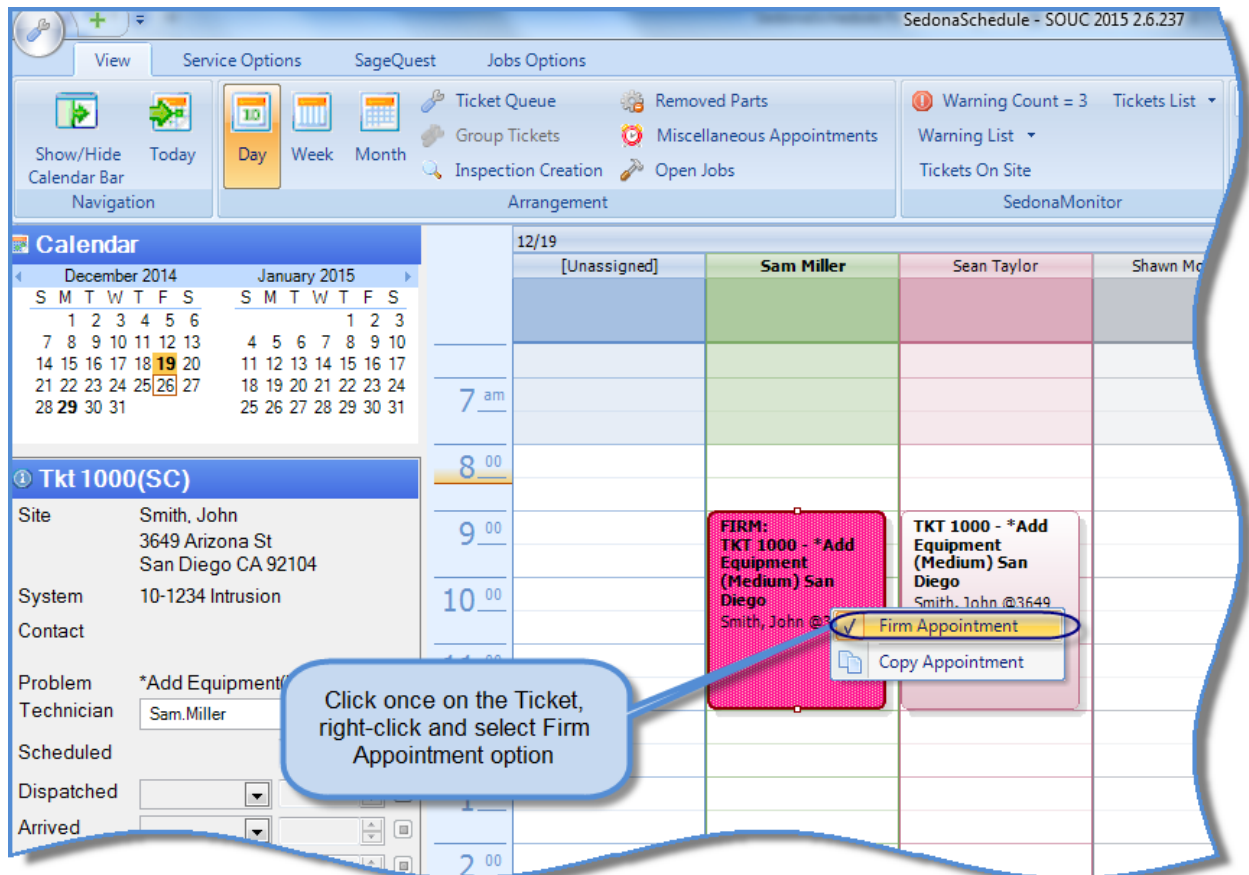 SedonaSchedule - SOUC 2015 2.6.237
View Service Options SageQuest Jobs Options
Show/Hide
Calendar Bar
Today
Navigation
Day Week Month
Ticket Queue
Group Tickets
Inspection Creation
Removed Parts
Miscellaneous Appointments
Open Jobs
Arrangement
Warning Count = 3 Tickets List
Warning List
Tickets On Site
SedonaMonitor
Calendar
December 2014
S M T W T F S
1 2 3 4 5 6
7 8 9 10 11 12 13
14 15 16 17 18 19 20
21 22 23 24 25 26 27
28 29 30 31
January 2015
S M T W T F S
1 2 3
4 5 6 7 8 9 10
11 12 13 14 15 16 17
18 19 20 21 22 23 24
25 26 27 28 29 30 31
Tkt 1000(SC)
Site Smith, John
3649 Arizona St
San Diego CA 92104
System 10-1234 Intrusion
Contact
Problem *Add Equipment(
Technician Sam.Miller
Scheduled
Dispatched
Arrived
12/19
[Unassigned] Sam Miller Sean Taylor Shawn Mc
7 am
8 00
9 00
10 00
1
2 00
FIRM:
TKT 1000 - *Add
Equipment
(Medium) San
Diego
Smith, John @3
TKT 1000 - *Add
Equipment
(Medium) San
Diego
Smith, John @3649
Firm Appointment
Copy Appointment
Click once on the Ticket,
right-click and select Firm
Appointment option